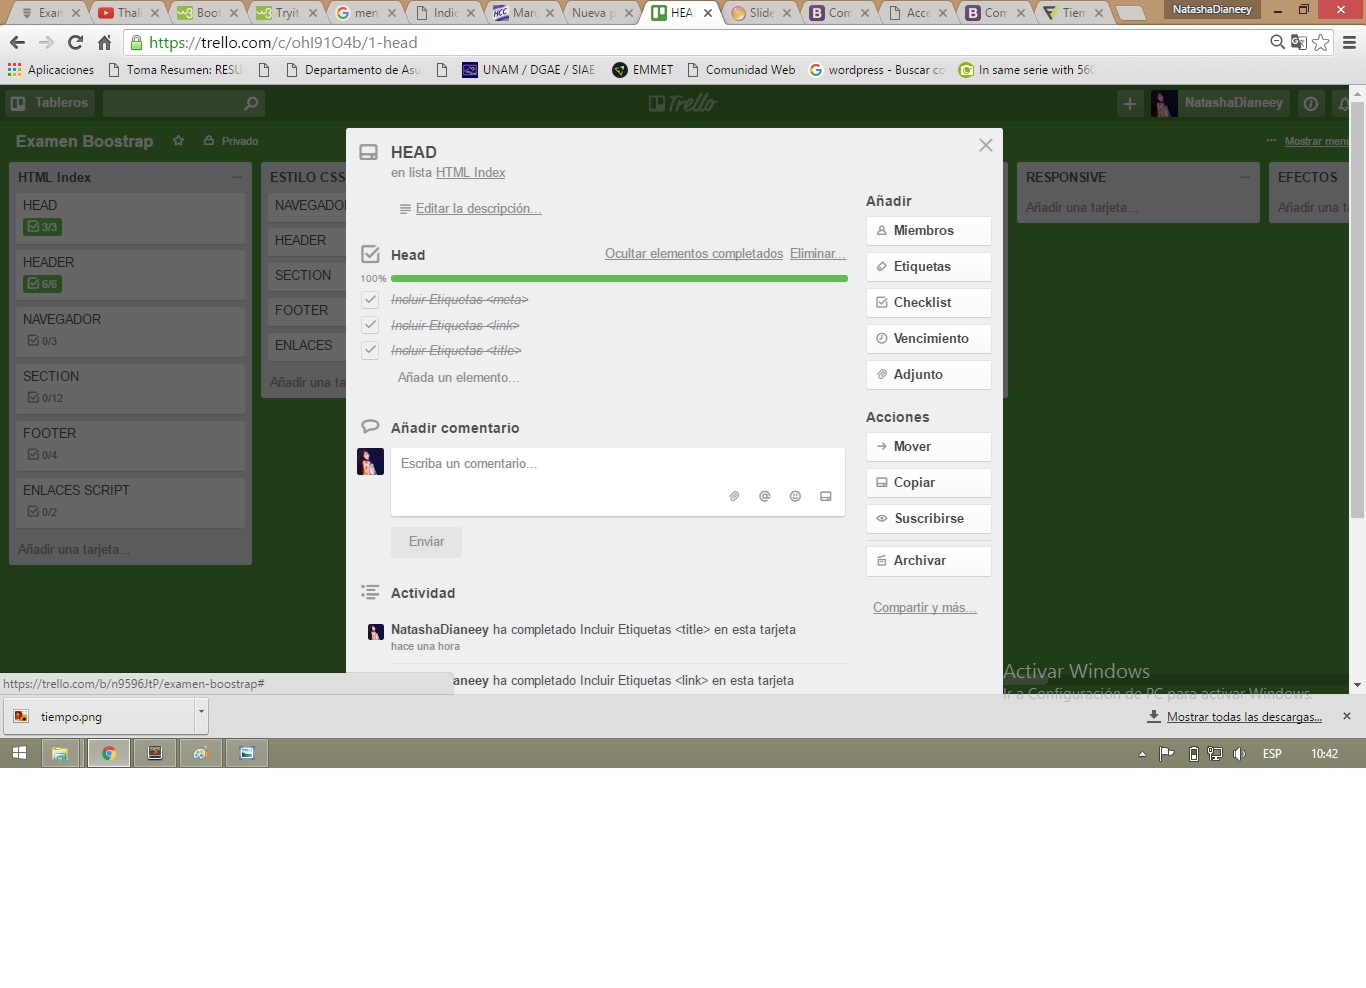 Exam
Thali
Boot
Tryit
men
Indic
Marc
Nueva p
HEA
Slide
Com
Acce
Com
Tiem
NatashaDianeey
https://trello.com/c/ohI91O4b/1-head
Aplicaciones
Toma Resumen: RESU
Departamento de Asu
UNAM / DGAE / SIAE
EMMET
Comunidad Web
wordpress - Buscar co
In same serie with 560
Tableros
Trello
NatashaDianeey
Examen Boostrap
Privado
Mostrar menú
HTML Index
HEAD
3/3
HEADER
6/6
NAVEGADOR
0/3
SECTION
0/12
FOOTER
0/4
ENLACES SCRIPT
0/2
Añadir una tarjeta...
ESTILO CSS
NAVEGADOR
HEADER
SECTION
FOOTER
ENLACES
Añadir una ta
HEAD
en lista HTML Index
Editar la descripción...
Head
Ocultar elementos completados Eliminar...
100%
Incluir Etiquetas <meta>
Incluir Etiquetas <link>
Incluir Etiquetas <title>
Añada un elemento...
Añadir comentario
Escriba un comentario...
Enviar
Actividad
NatashaDianeey ha completado Incluir Etiquetas <title> en esta tarjeta
hace una hora
aneey ha completado Incluir Etiquetas <link> en esta tarjeta
Añadir
Miembros
Etiquetas
Checklist
Vencimiento
Adjunto
Acciones
Mover
Copiar
Suscribirse
Archivar
Compartir y más...
RESPONSIVE
Añadir una tarjeta...
EFECTOS
Añadir una t
Activar Windows
Ir a Configuración de PC para activar Windows.
https://trello.com/b/n9596JtP/examen-boostrap#
tiempo.png
Mostrar todas las descargas...
ESP
10:42